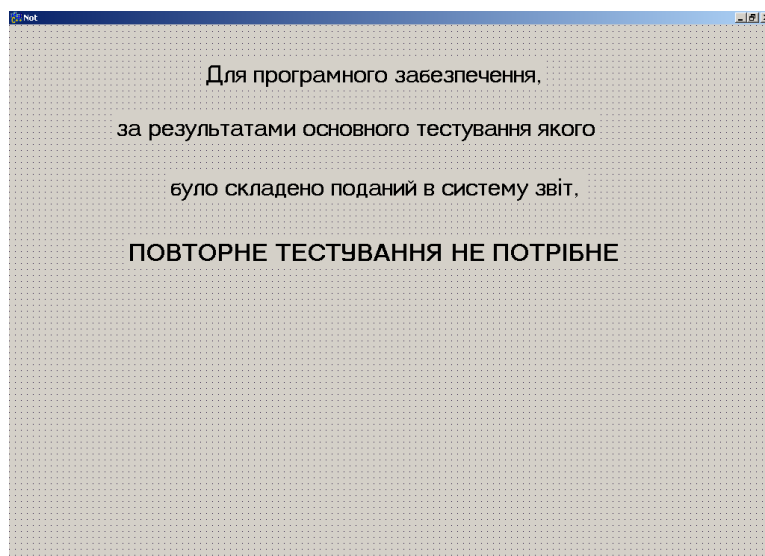 Not
Для програмного забезпечення,
за результатами основного тестування якого
було складено поданий в систему звіт,
ПОВТОРНЕ ТЕСТУВАННЯ НЕ ПОТРІБНЕ